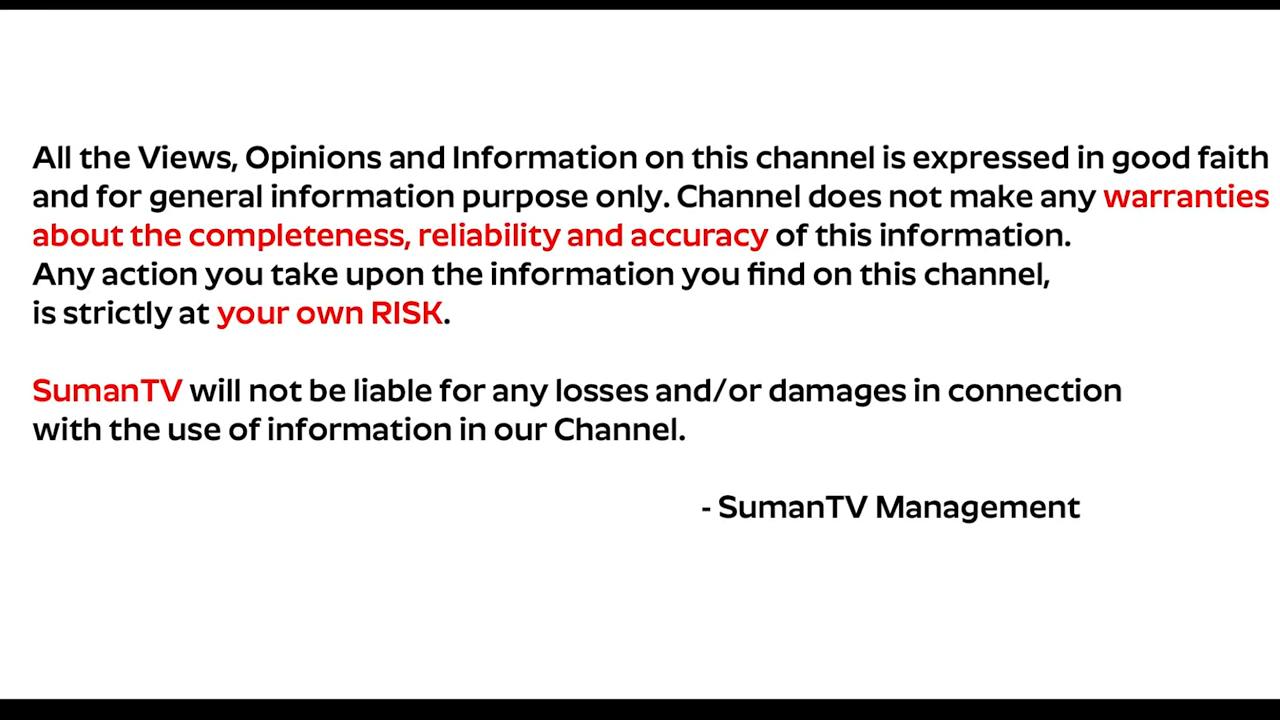 All the Views, Opinions and Information on this channel is expressed in good faith
and for general information purpose only. Channel does not make any warranties
about the completeness, reliability and accuracy of this information.
Any action you take upon the information you find on this channel,
is strictly at your own RISK.
SumanTV will not be liable for any losses and/or damages in connection
with the use of information in our Channel.
- SumanTV Management